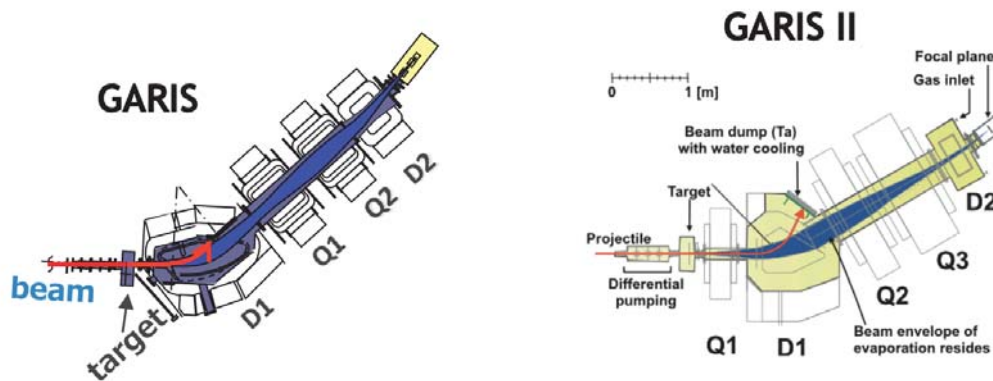 GARIS
beam
target
D1
Q1
Q2
D2
GARIS II
0 1 [m]
Focal plane
Gas inlet
Beam dump (Ta)
with water cooling
Target
Projectile
Differential
pumping
Q1
D1
Q2
Q3
D2
Beam envelope of
evaporation resides